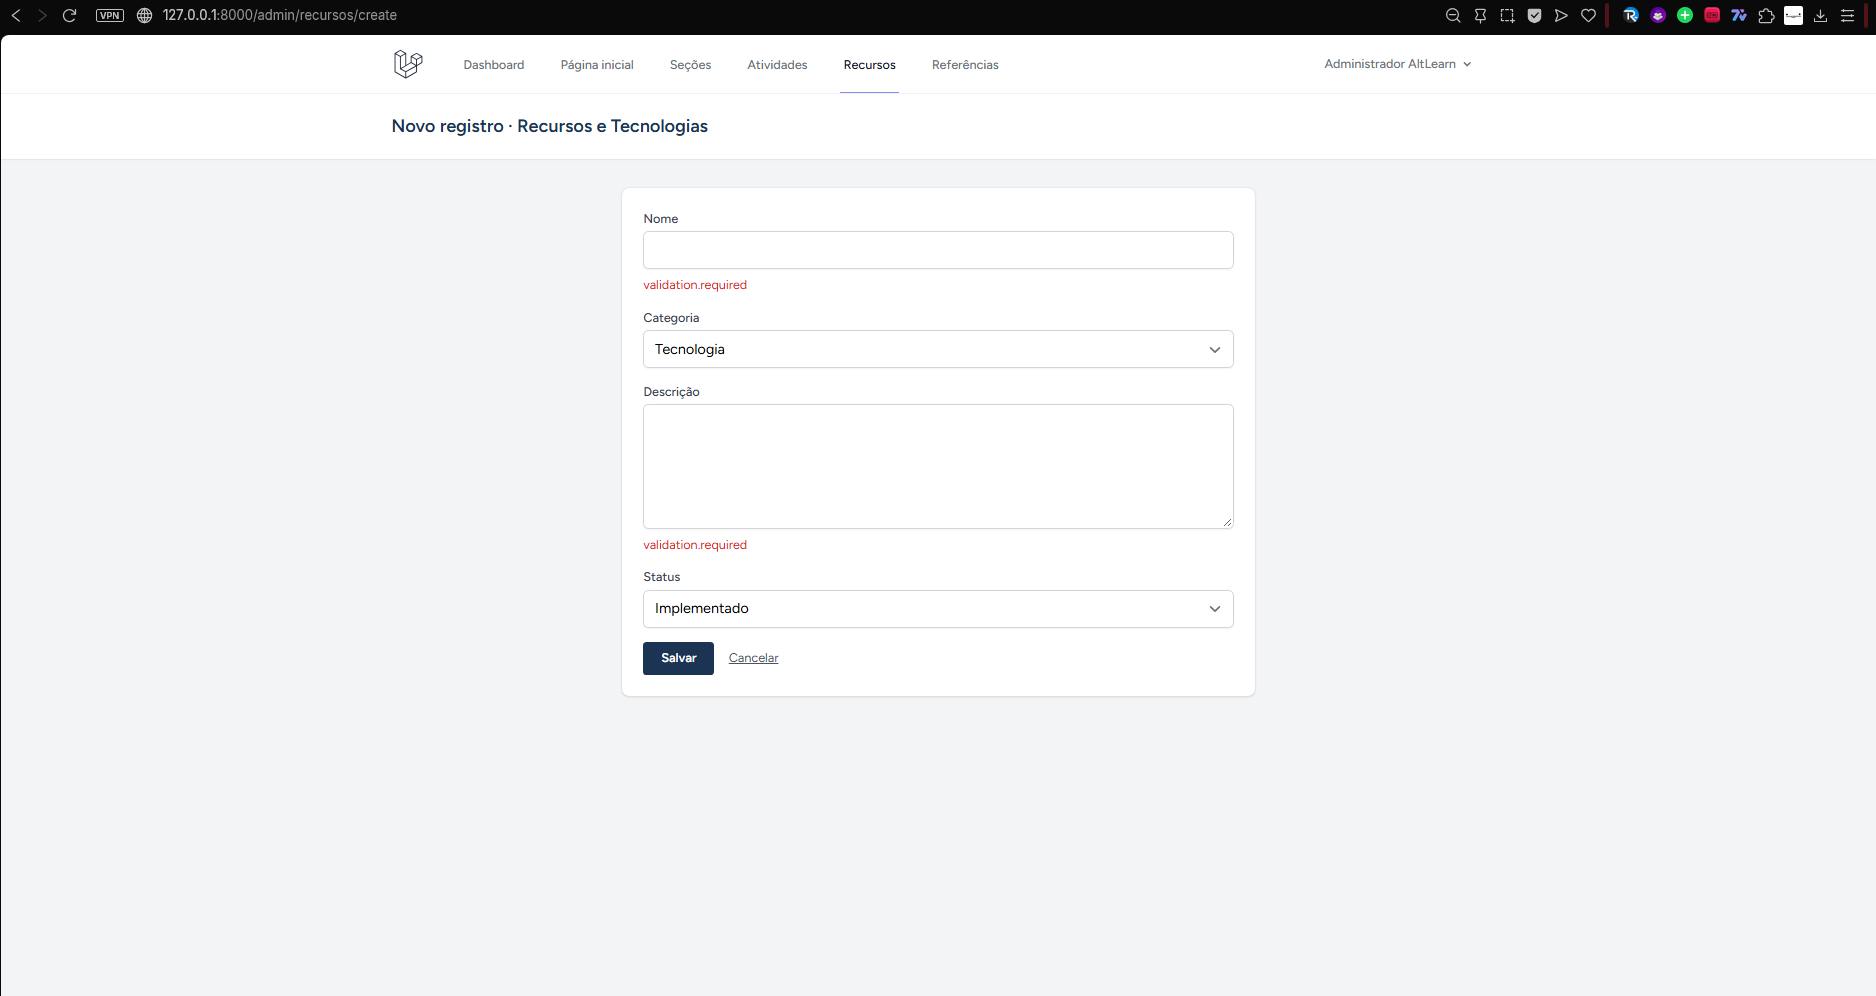 VPN 127.0.0.1:8000/admin/recursos/create
Dashboard Página inicial Seções Atividades Recursos Referências Administrador AltLearn
Novo registro · Recursos e Tecnologias
Nome
validation.required
Categoria
Tecnologia
Descrição
validation.required
Status
Implementado
Salvar Cancelar